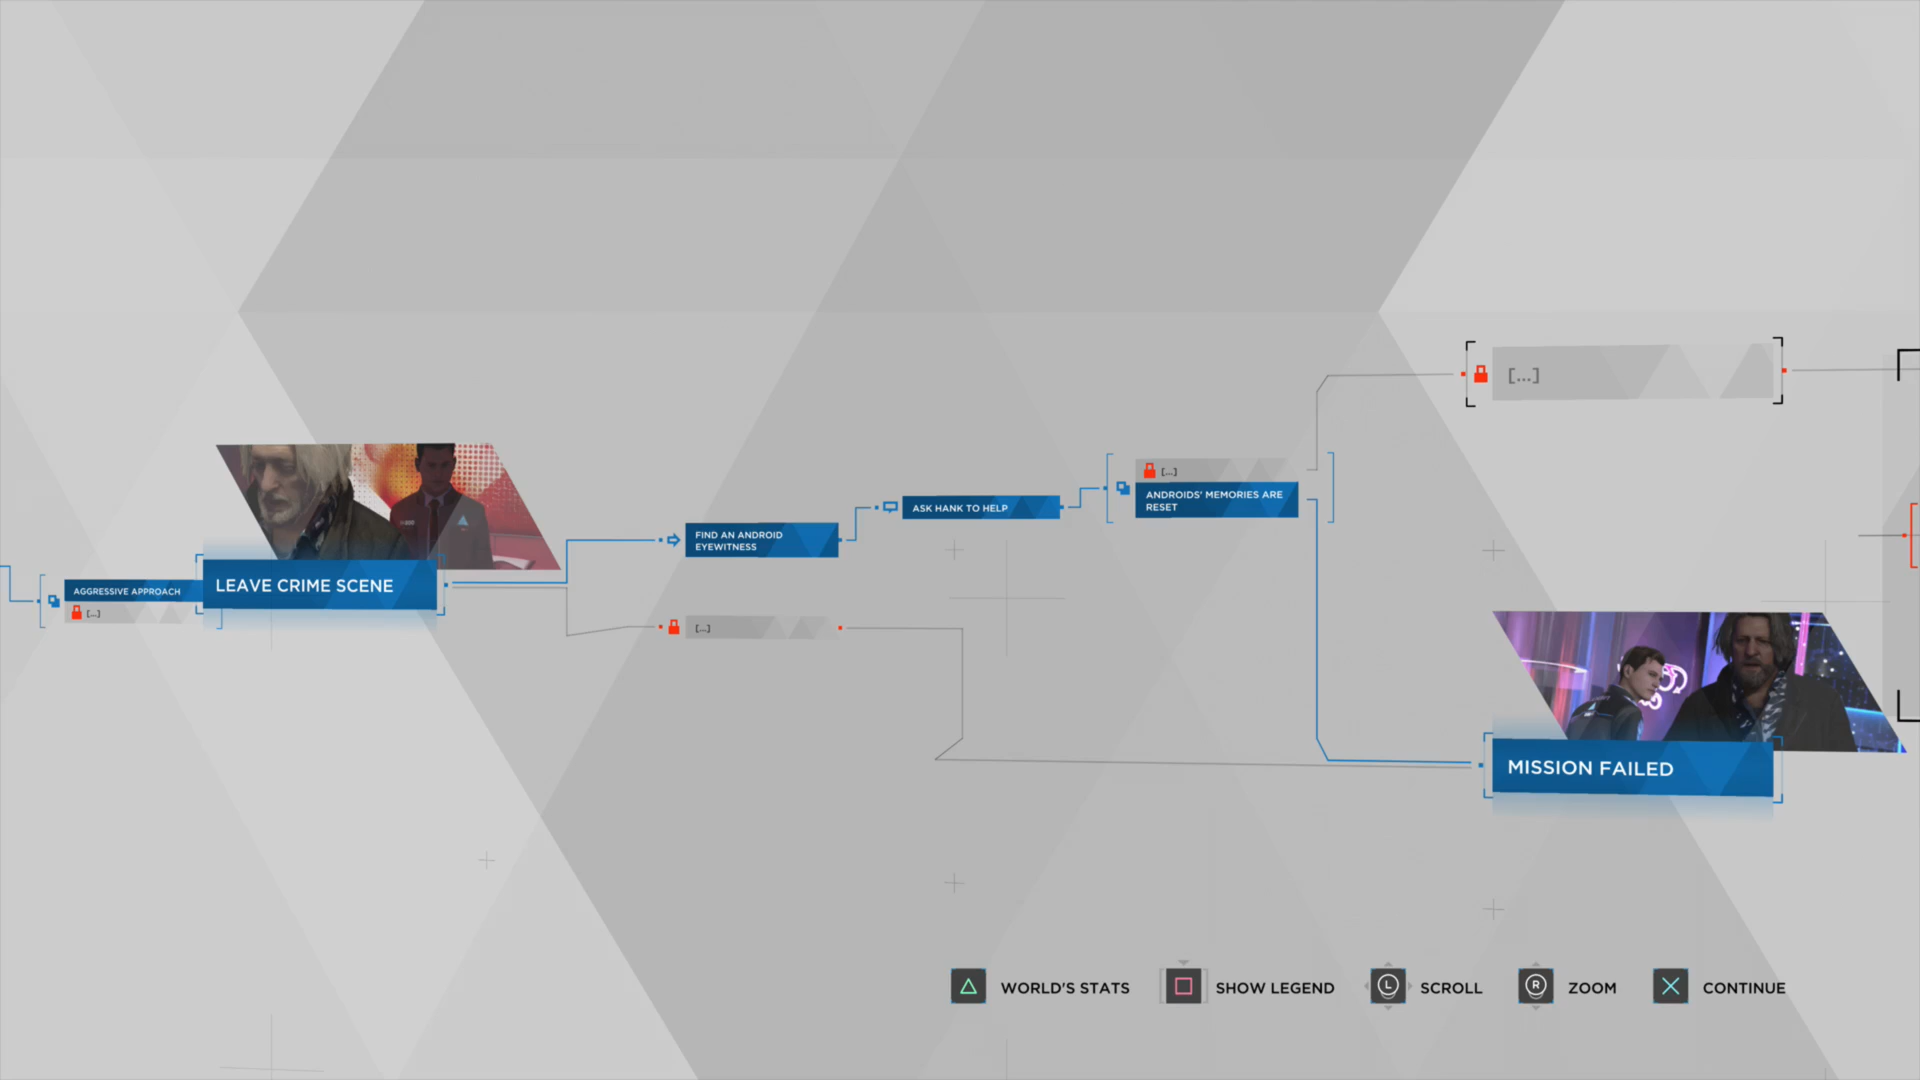 [...]
[...]
ANDROIDS' MEMORIES ARE
RESET
ASK HANK TO HELP
FIND AN ANDROID
EYEWITNESS
AGGRESSIVE APPROACH
[...]
LEAVE CRIME SCENE
[...]
MISSION FAILED
WORLD'S STATS
SHOW LEGEND
L
SCROLL
R
ZOOM
CONTINUE